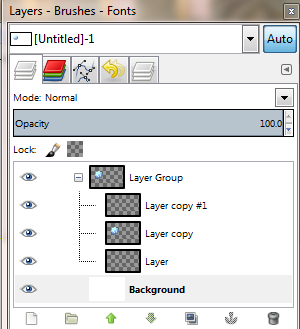 Layers - Brushes - Fonts
[Untitled]-1
Auto
Mode: Normal
Opacity 100.0
Lock:
Layer Group
Layer copy #1
Layer copy
Layer
Background